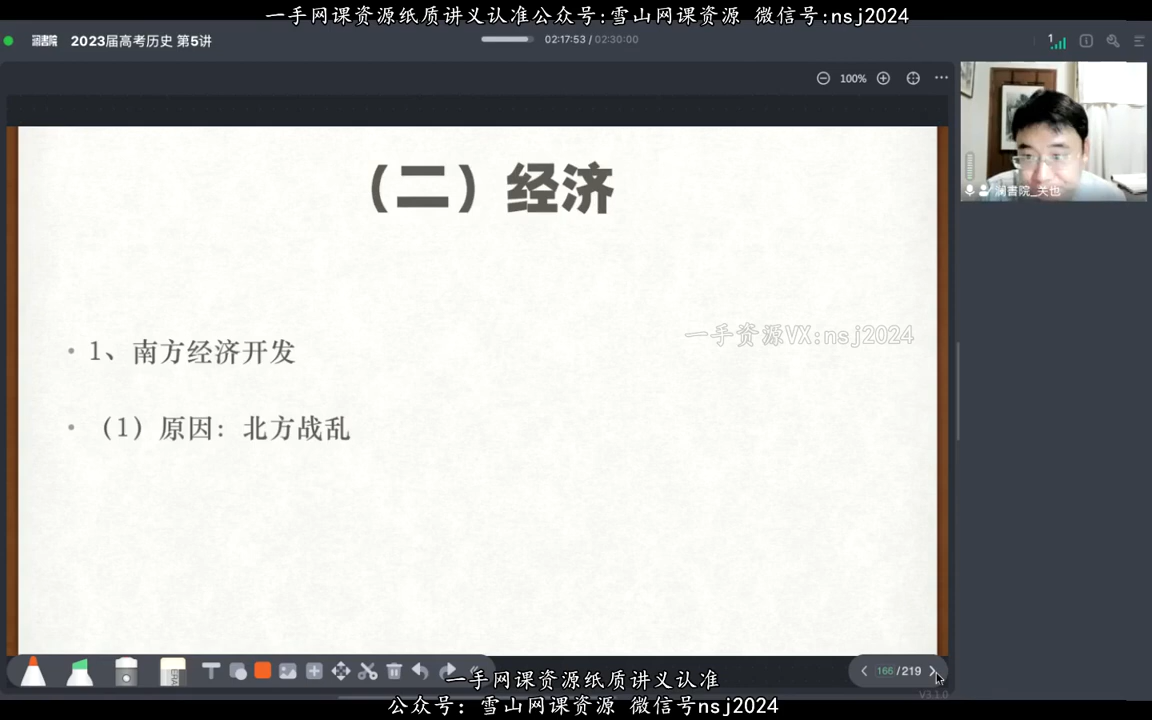 一手网课资源纸质讲义认准公众号:雪山网课资源 微信号:nsj2024
2023届高考历史 第5讲
02:17:53 / 02:30:00
1
100%
（二）经济
澜書院_关也
一手资源VX:nsj2024
• 1、南方经济开发
• （1）原因：北方战乱
166 /219
一手网课资源纸质讲义认准
V3.1.0
公众号: 雪山网课资源 微信号nsj2024